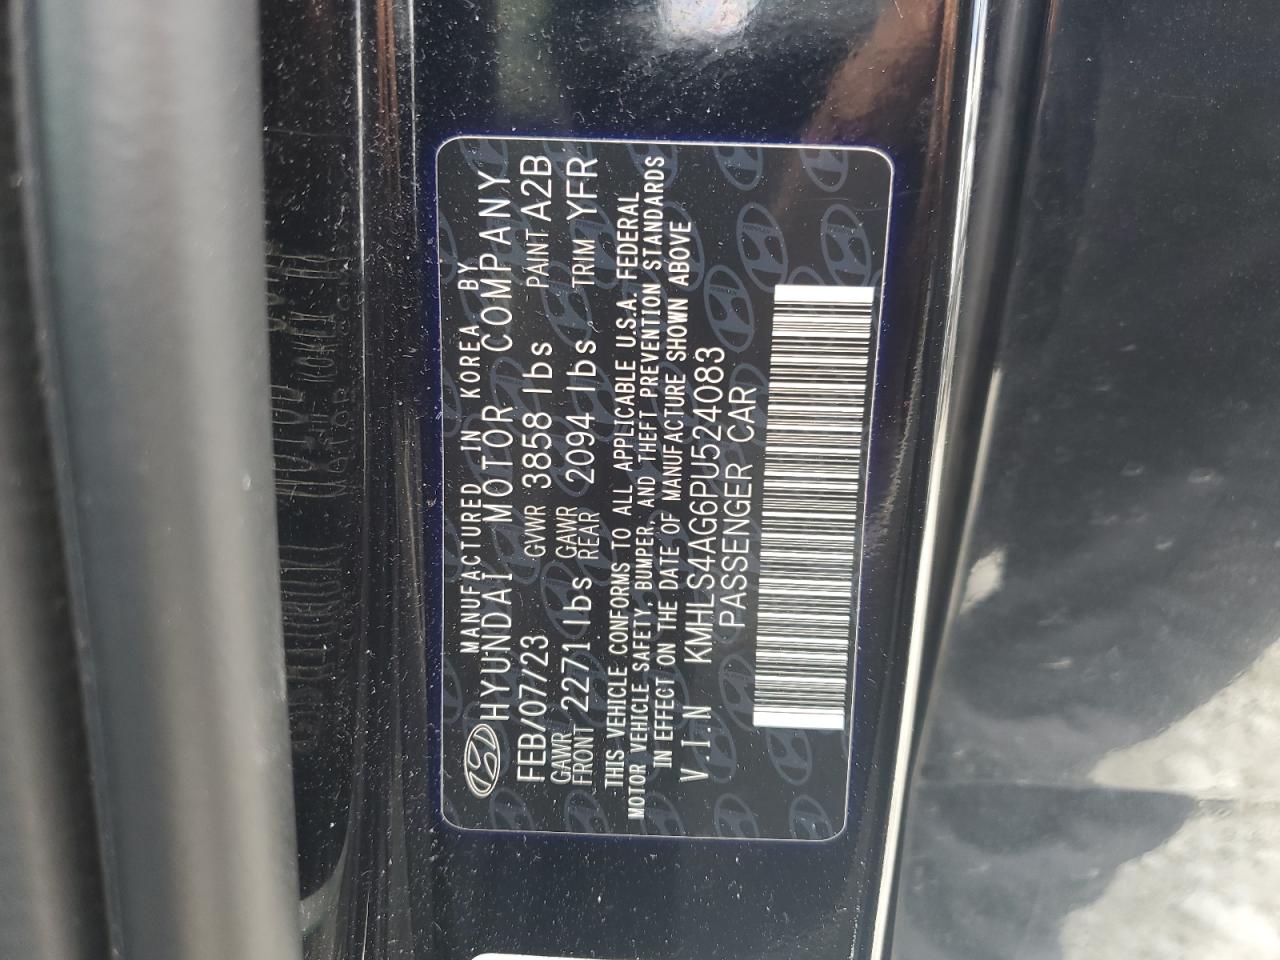 MANUFACTURED IN KOREA BY
HYUNDAI MOTOR COMPANY
FEB/07/23 GVWR 3858 lbs PAINT A2B
GAWR FRONT 2271 lbs GAWR REAR 2094 lbs TRIM YFR
THIS VEHICLE CONFORMS TO ALL APPLICABLE U.S.A. FEDERAL
MOTOR VEHICLE SAFETY, BUMPER, AND THEFT PREVENTION STANDARDS
IN EFFECT ON THE DATE OF MANUFACTURE SHOWN ABOVE
V.I.N KMHLS4AG6PU524083
PASSENGER CAR